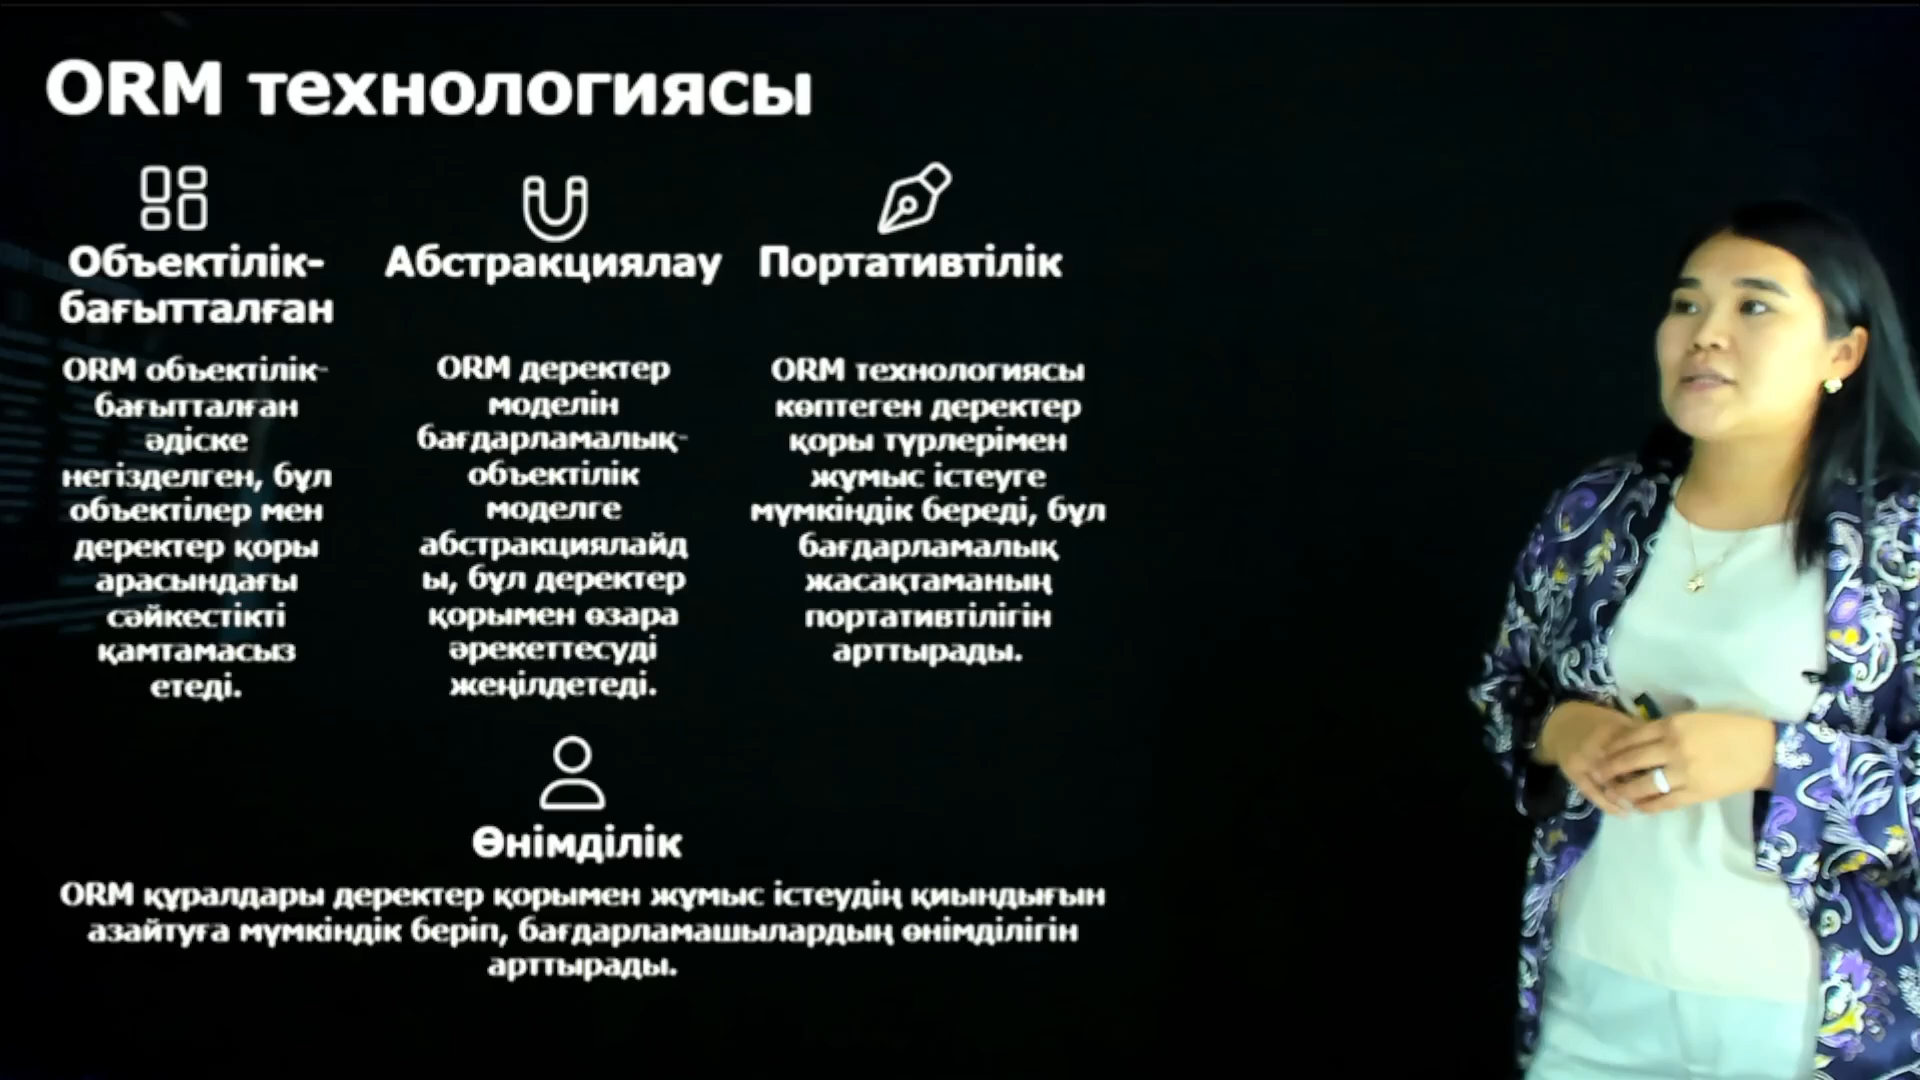 ORM технологиясы
Объектілік-
бағытталған
ORM объектілік-
бағытталған
әдіске
негізделген, бұл
объектілер мен
деректер қоры
арасындағы
сәйкестікті
қамтамасыз
етеді.
Абстракциялау
ORM деректер
моделін
бағдарламалық-
объектілік
моделге
абстракциялайд
ы, бұл деректер
қорымен өзара
әрекеттесуді
жеңілдетеді.
Портативтілік
ORM технологиясы
көптеген деректер
қоры түрлерімен
жұмыс істеуге
мүмкіндік береді, бұл
бағдарламалық
жасақтаманың
портативтілігін
арттырады.
Өнімділік
ORM құралдары деректер қорымен жұмыс істеудің қиындығын
азайтуға мүмкіндік беріп, бағдарламашылардың өнімділігін
арттырады.